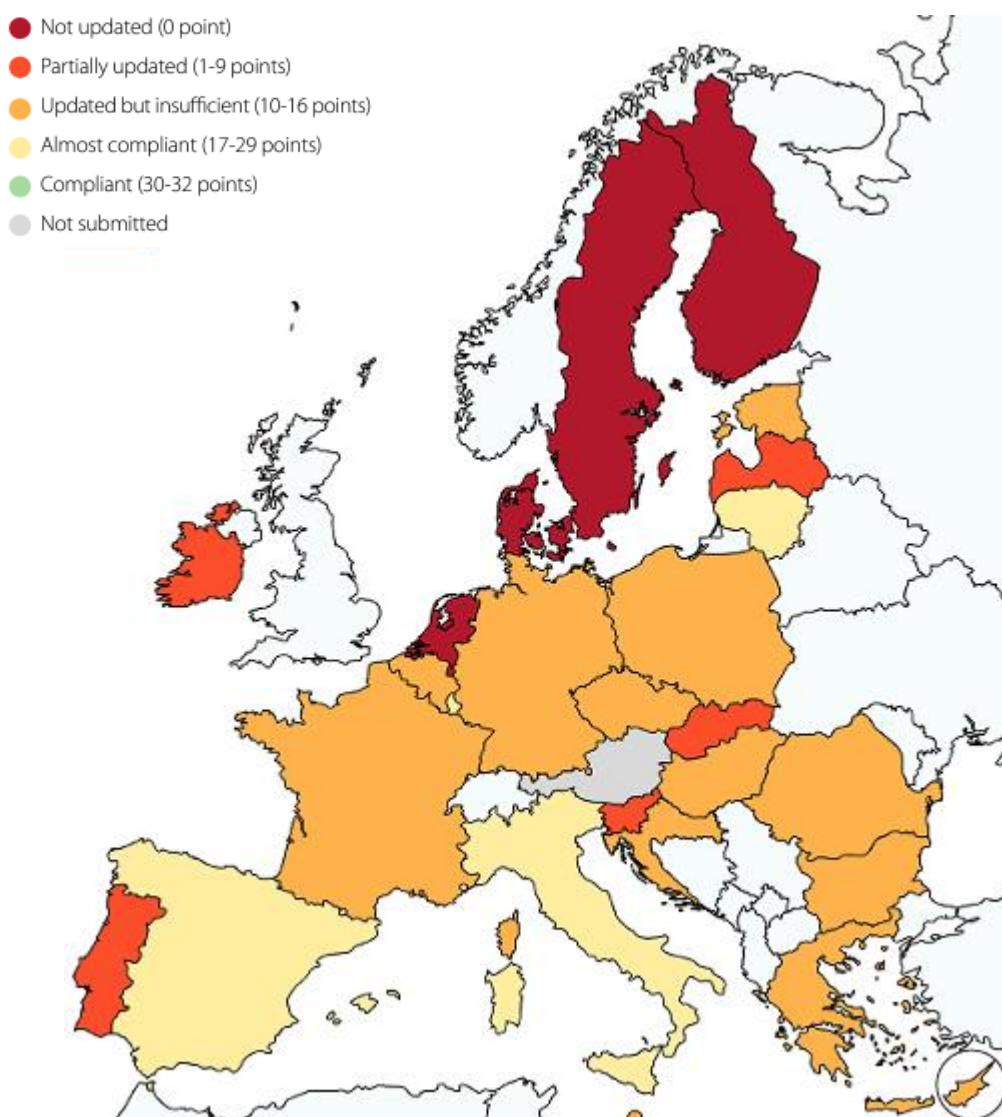 Not updated (0 point)
Partially updated (1-9 points)
Updated but insufficient (10-16 points)
Almost compliant (17-29 points)
Compliant (30-32 points)
Not submitted